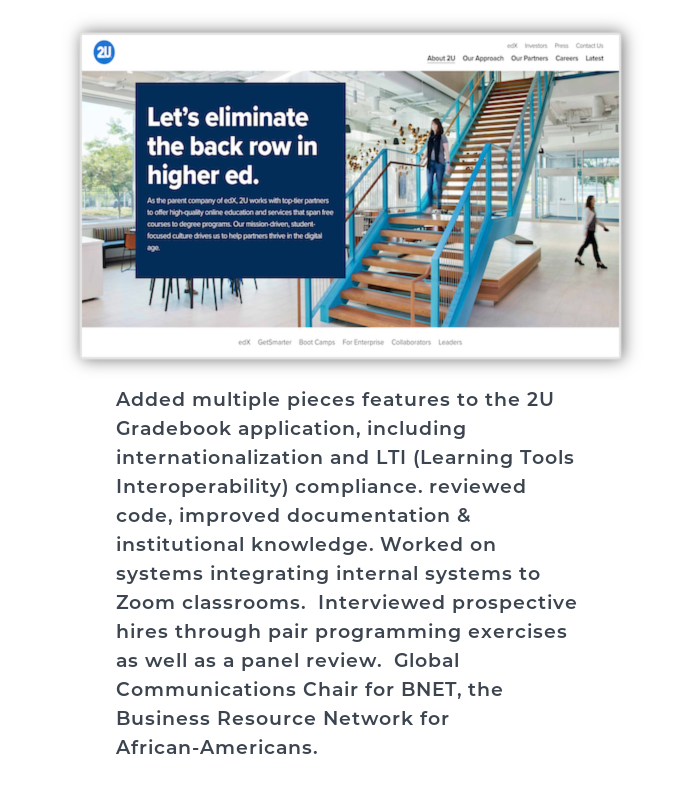 2U
edX Investors Press Contact Us
About 2U Our Approach Our Partners Careers Latest
Let's eliminate
the back row in
higher ed.
As the parent company of edX, 2U works with top-tier partners
to offer high-quality online education and services that span free
courses to degree programs. Our mission-driven, student-
focused culture drives us to help partners thrive in the digital
age.
edX GetSmarter Boot Camps For Enterprise Collaborators Leaders
Added multiple pieces features to the 2U
Gradebook application, including
internationalization and LTI (Learning Tools
Interoperability) compliance. reviewed
code, improved documentation &
institutional knowledge. Worked on
systems integrating internal systems to
Zoom classrooms.  Interviewed prospective
hires through pair programming exercises
as well as a panel review.  Global
Communications Chair for BNET, the
Business Resource Network for
African-Americans.